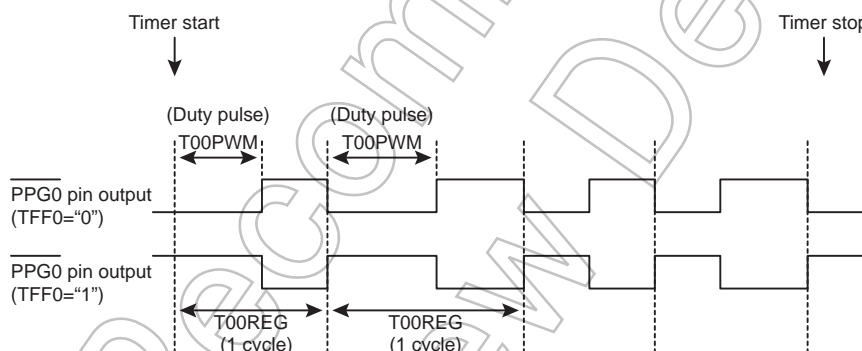 Timer start
Timer stop
(Duty pulse)
(Duty pulse)
T00PWM
T00PWM
PPG0 pin output
(TFF0=“0”)
PPG0 pin output
(TFF0=“1”)
T00REG
T00REG
(1 cycle)
(1 cycle)